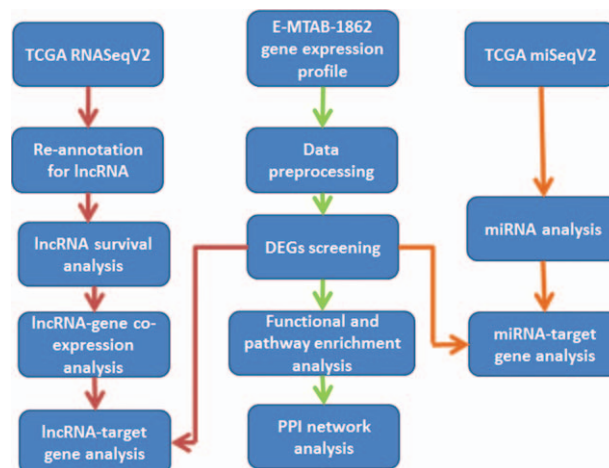 TCGA RNASeqV2
Re-annotation
for lncRNA
lncRNA survival
analysis
lncRNA-gene co-
expression
analysis
lncRNA-target
gene analysis
E-MTAB-1862
gene expression
profile
Data
preprocessing
DEGs screening
Functional and
pathway enrichment
analysis
PPI network
analysis
TCGA miSeqV2
miRNA analysis
miRNA-target
gene analysis